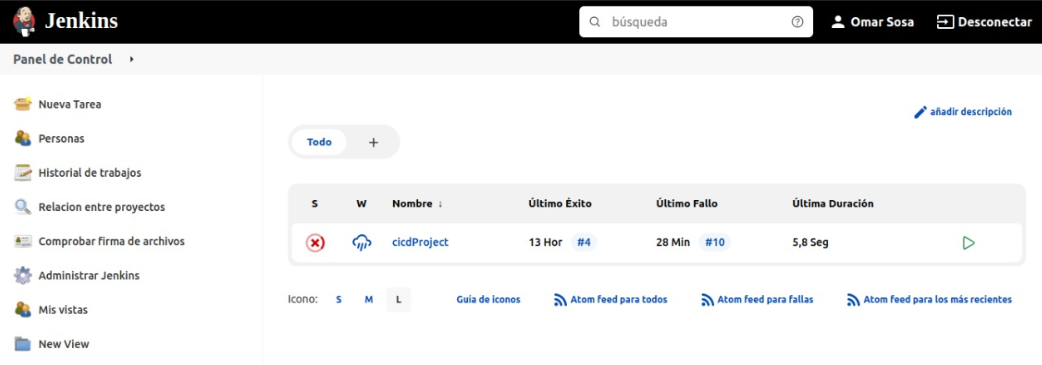 Jenkins
búsqueda
Omar Sosa
Desconectar
Panel de Control
Nueva Tarea
Personas
Historial de trabajos
Relacion entre proyectos
Comprobar firma de archivos
Administrar Jenkins
Mis vistas
New View
añadir descripción
Todo +
S W Nombre ↓ Último Éxito Último Fallo Última Duración
cicdProject 13 Hor #4 28 Min #10 5,8 Seg
Icono: S M L Guía de iconos Atom feed para todos Atom feed para fallas Atom feed para los más recientes